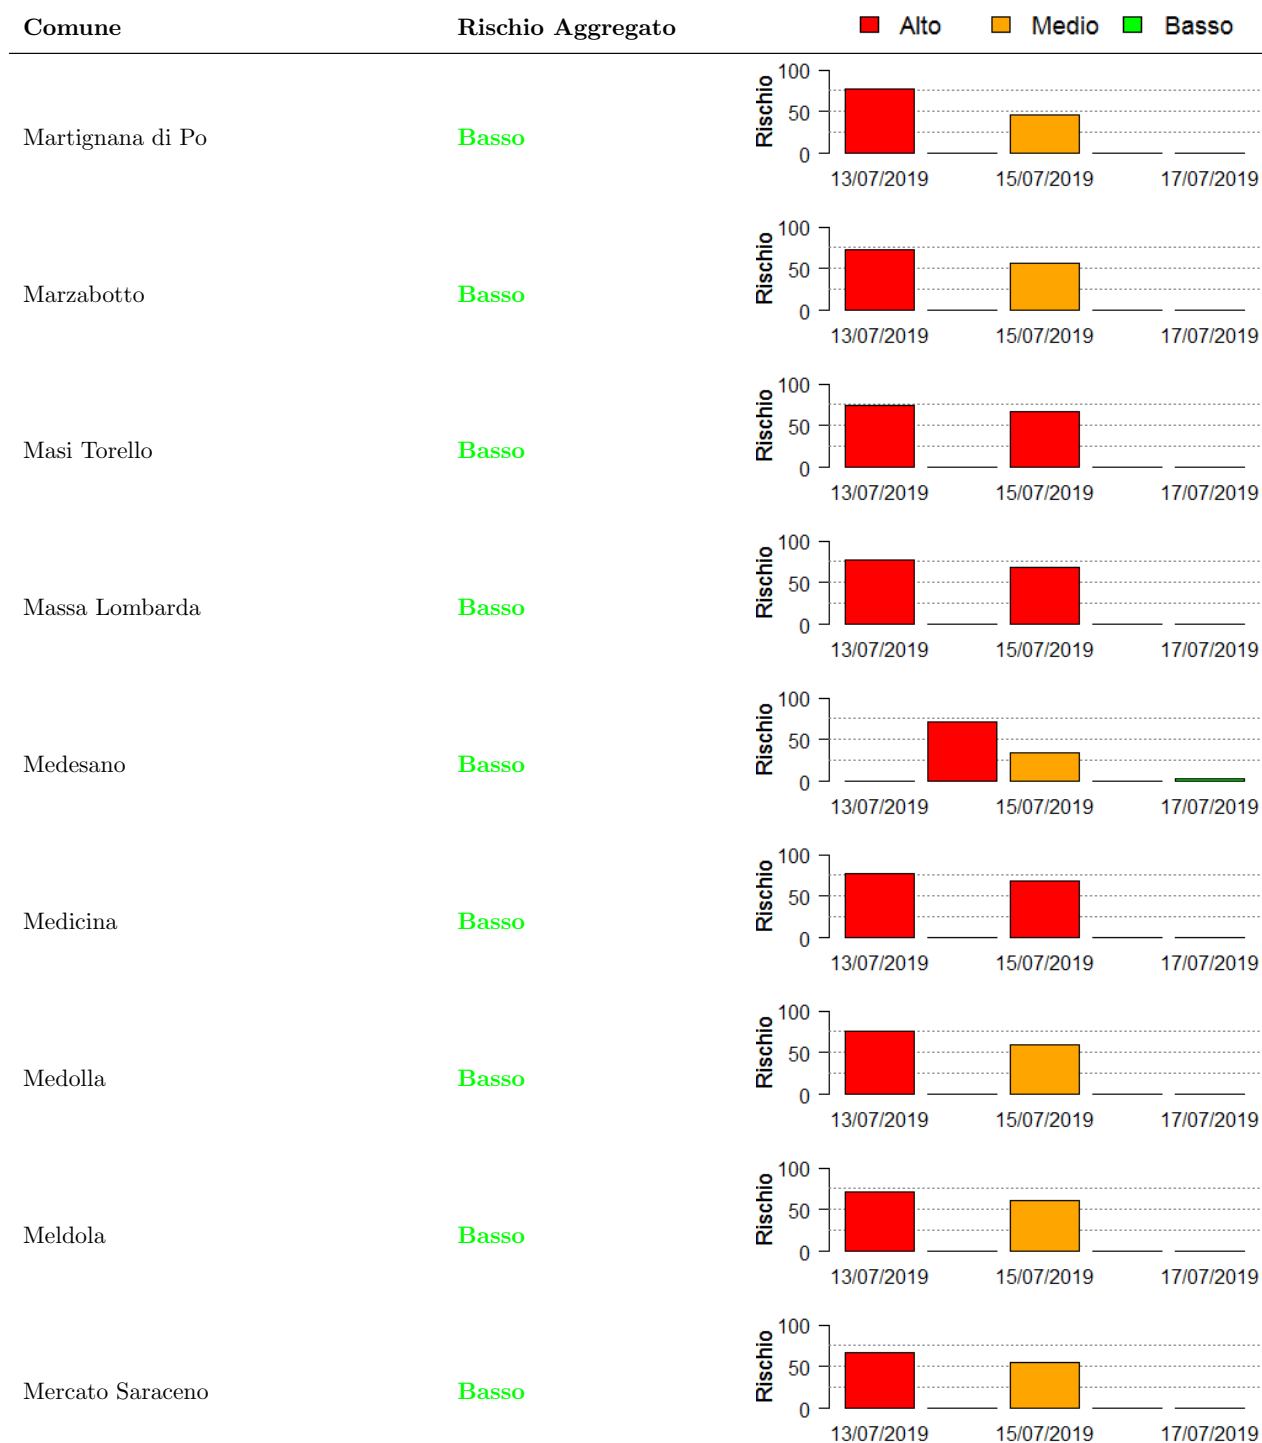 Comune Rischio Aggregato Alto Medio Basso
Martignana di Po Basso Rischio 100 50 0
13/07/2019 15/07/2019 17/07/2019
Marzabotto Basso Rischio 100 50 0
13/07/2019 15/07/2019 17/07/2019
Masi Torello Basso Rischio 100 50 0
13/07/2019 15/07/2019 17/07/2019
Massa Lombarda Basso Rischio 100 50 0
13/07/2019 15/07/2019 17/07/2019
Medesano Basso Rischio 100 50 0
13/07/2019 15/07/2019 17/07/2019
Medicina Basso Rischio 100 50 0
13/07/2019 15/07/2019 17/07/2019
Medolla Basso Rischio 100 50 0
13/07/2019 15/07/2019 17/07/2019
Meldola Basso Rischio 100 50 0
13/07/2019 15/07/2019 17/07/2019
Mercato Saraceno Basso Rischio 100 50 0
13/07/2019 15/07/2019 17/07/2019